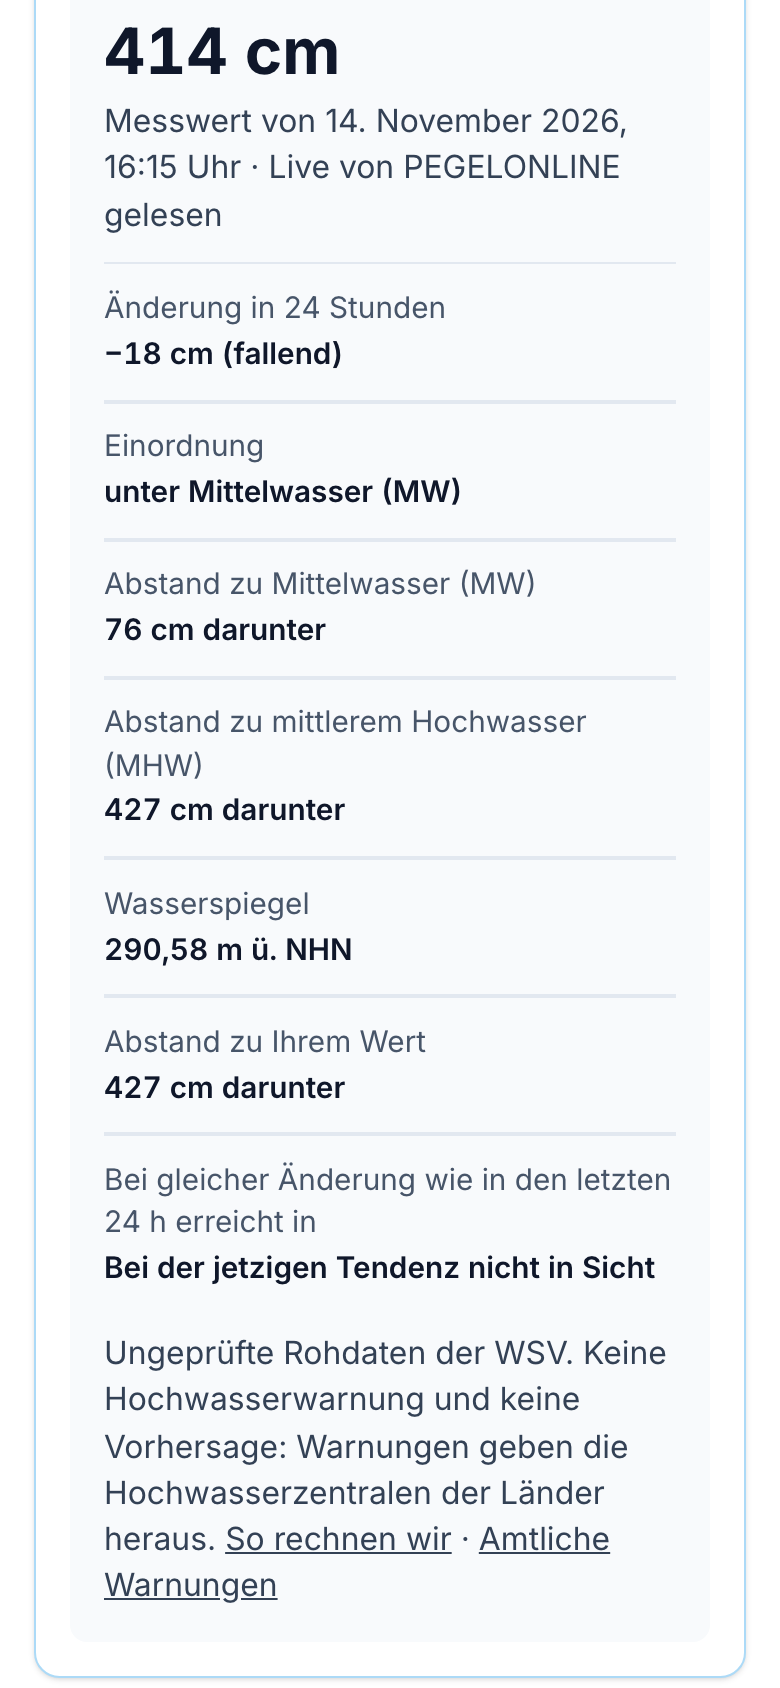 414 cm
Messwert von 14. November 2026,
16:15 Uhr · Live von PEGELONLINE
gelesen
Änderung in 24 Stunden
−18 cm (fallend)
Einordnung
unter Mittelwasser (MW)
Abstand zu Mittelwasser (MW)
76 cm darunter
Abstand zu mittlerem Hochwasser
(MHW)
427 cm darunter
Wasserspiegel
290,58 m ü. NHN
Abstand zu Ihrem Wert
427 cm darunter
Bei gleicher Änderung wie in den letzten
24 h erreicht in
Bei der jetzigen Tendenz nicht in Sicht
Ungeprüfte Rohdaten der WSV. Keine
Hochwasserwarnung und keine
Vorhersage: Warnungen geben die
Hochwasserzentralen der Länder
heraus. So rechnen wir · Amtliche
Warnungen